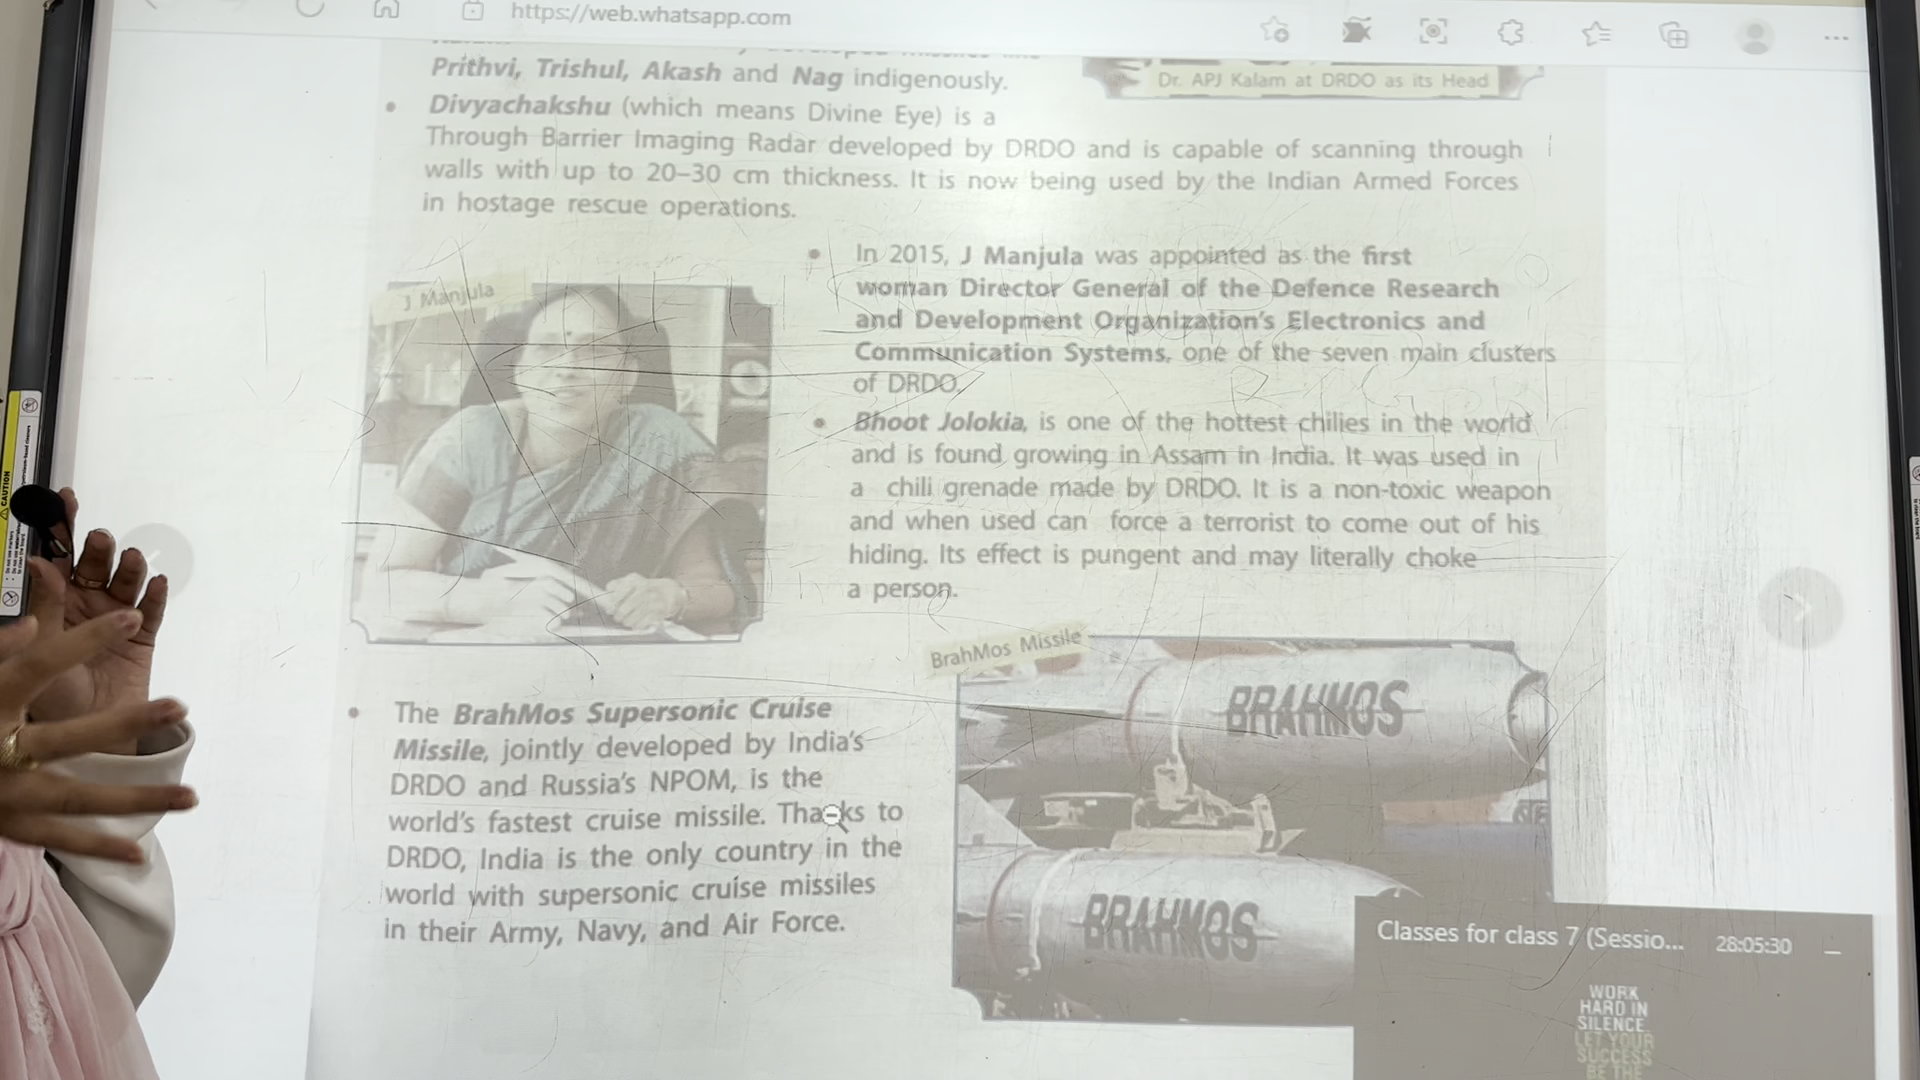 https://web.whatsapp.com
Prithvi, Trishul, Akash and Nag indigenously.
Dr. APJ Kalam at DRDO as its Head
• Divyachakshu (which means Divine Eye) is a
Through Barrier Imaging Radar developed by DRDO and is capable of scanning through
walls with up to 20–30 cm thickness. It is now being used by the Indian Armed Forces
in hostage rescue operations.
J Manjula
• In 2015, J Manjula was appointed as the first
woman Director General of the Defence Research
and Development Organization's Electronics and
Communication Systems, one of the seven main clusters
of DRDO.
• Bhoot Jolokia, is one of the hottest chilies in the world
and is found growing in Assam in India. It was used in
a chili grenade made by DRDO. It is a non-toxic weapon
and when used can force a terrorist to come out of his
hiding. Its effect is pungent and may literally choke
a person.
BrahMos Missile
BRAHMOS
BRAHMOS
• The BrahMos Supersonic Cruise
Missile, jointly developed by India's
DRDO and Russia's NPOM, is the
world's fastest cruise missile. Thanks to
DRDO, India is the only country in the
world with supersonic cruise missiles
in their Army, Navy, and Air Force.
Classes for class 7 (Sessio... 28:05:30
WORK
HARD IN
SILENCE
LET YOUR
SUCCESS
BE THE
CAUTION